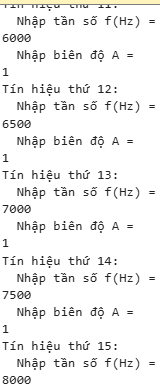 Tín hiệu thứ 11:
Nhập tần số f(Hz) =
6000
Nhập biên độ A =
1
Tín hiệu thứ 12:
Nhập tần số f(Hz) =
6500
Nhập biên độ A =
1
Tín hiệu thứ 13:
Nhập tần số f(Hz) =
7000
Nhập biên độ A =
1
Tín hiệu thứ 14:
Nhập tần số f(Hz) =
7500
Nhập biên độ A =
1
Tín hiệu thứ 15:
Nhập tần số f(Hz) =
8000